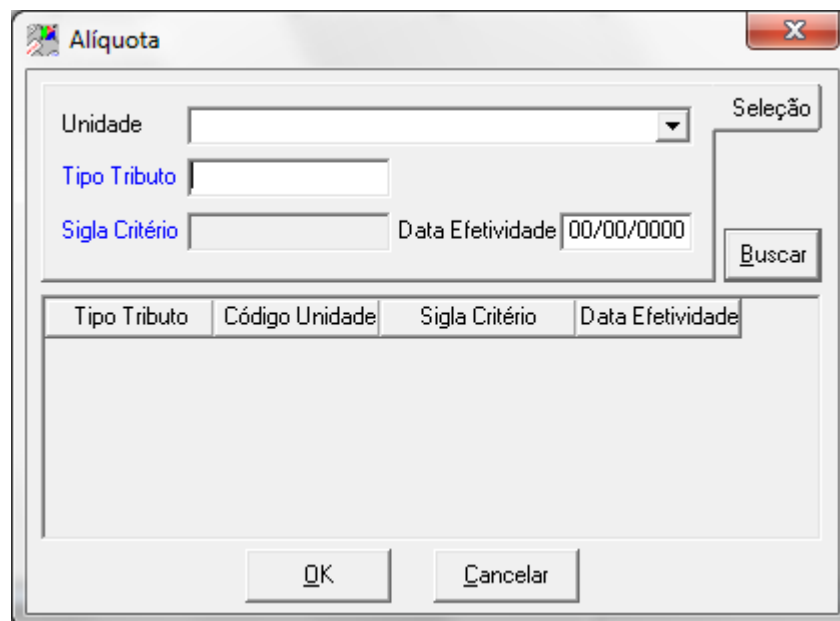 Alíquota
Unidade
Seleção
Tipo Tributo
Sigla Critério Data Efetividade 00/00/0000
Buscar
Tipo Tributo Código Unidade Sigla Critério Data Efetividade
OK Cancelar